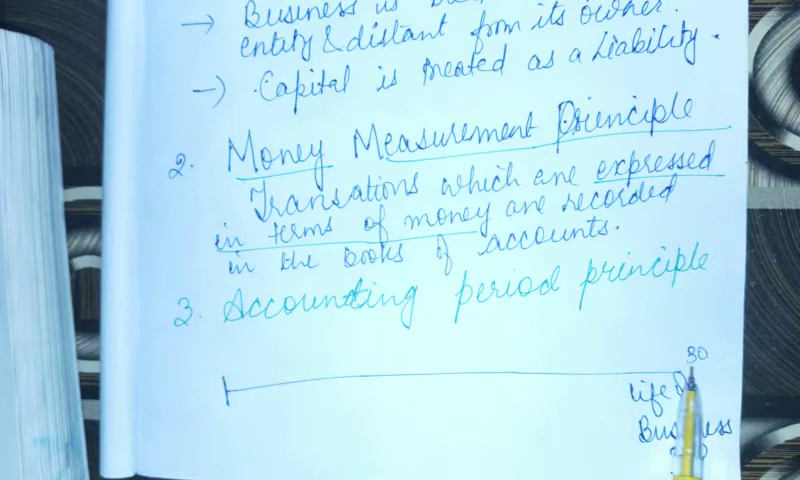 → Business is
entity & distant from its owner.
→ Capital is treated as a Liability.
2. Money Measurement Principle
Transations which are expressed
in terms of money are recorded
in the books of accounts.
3. Accounting period principle
30
life
Business